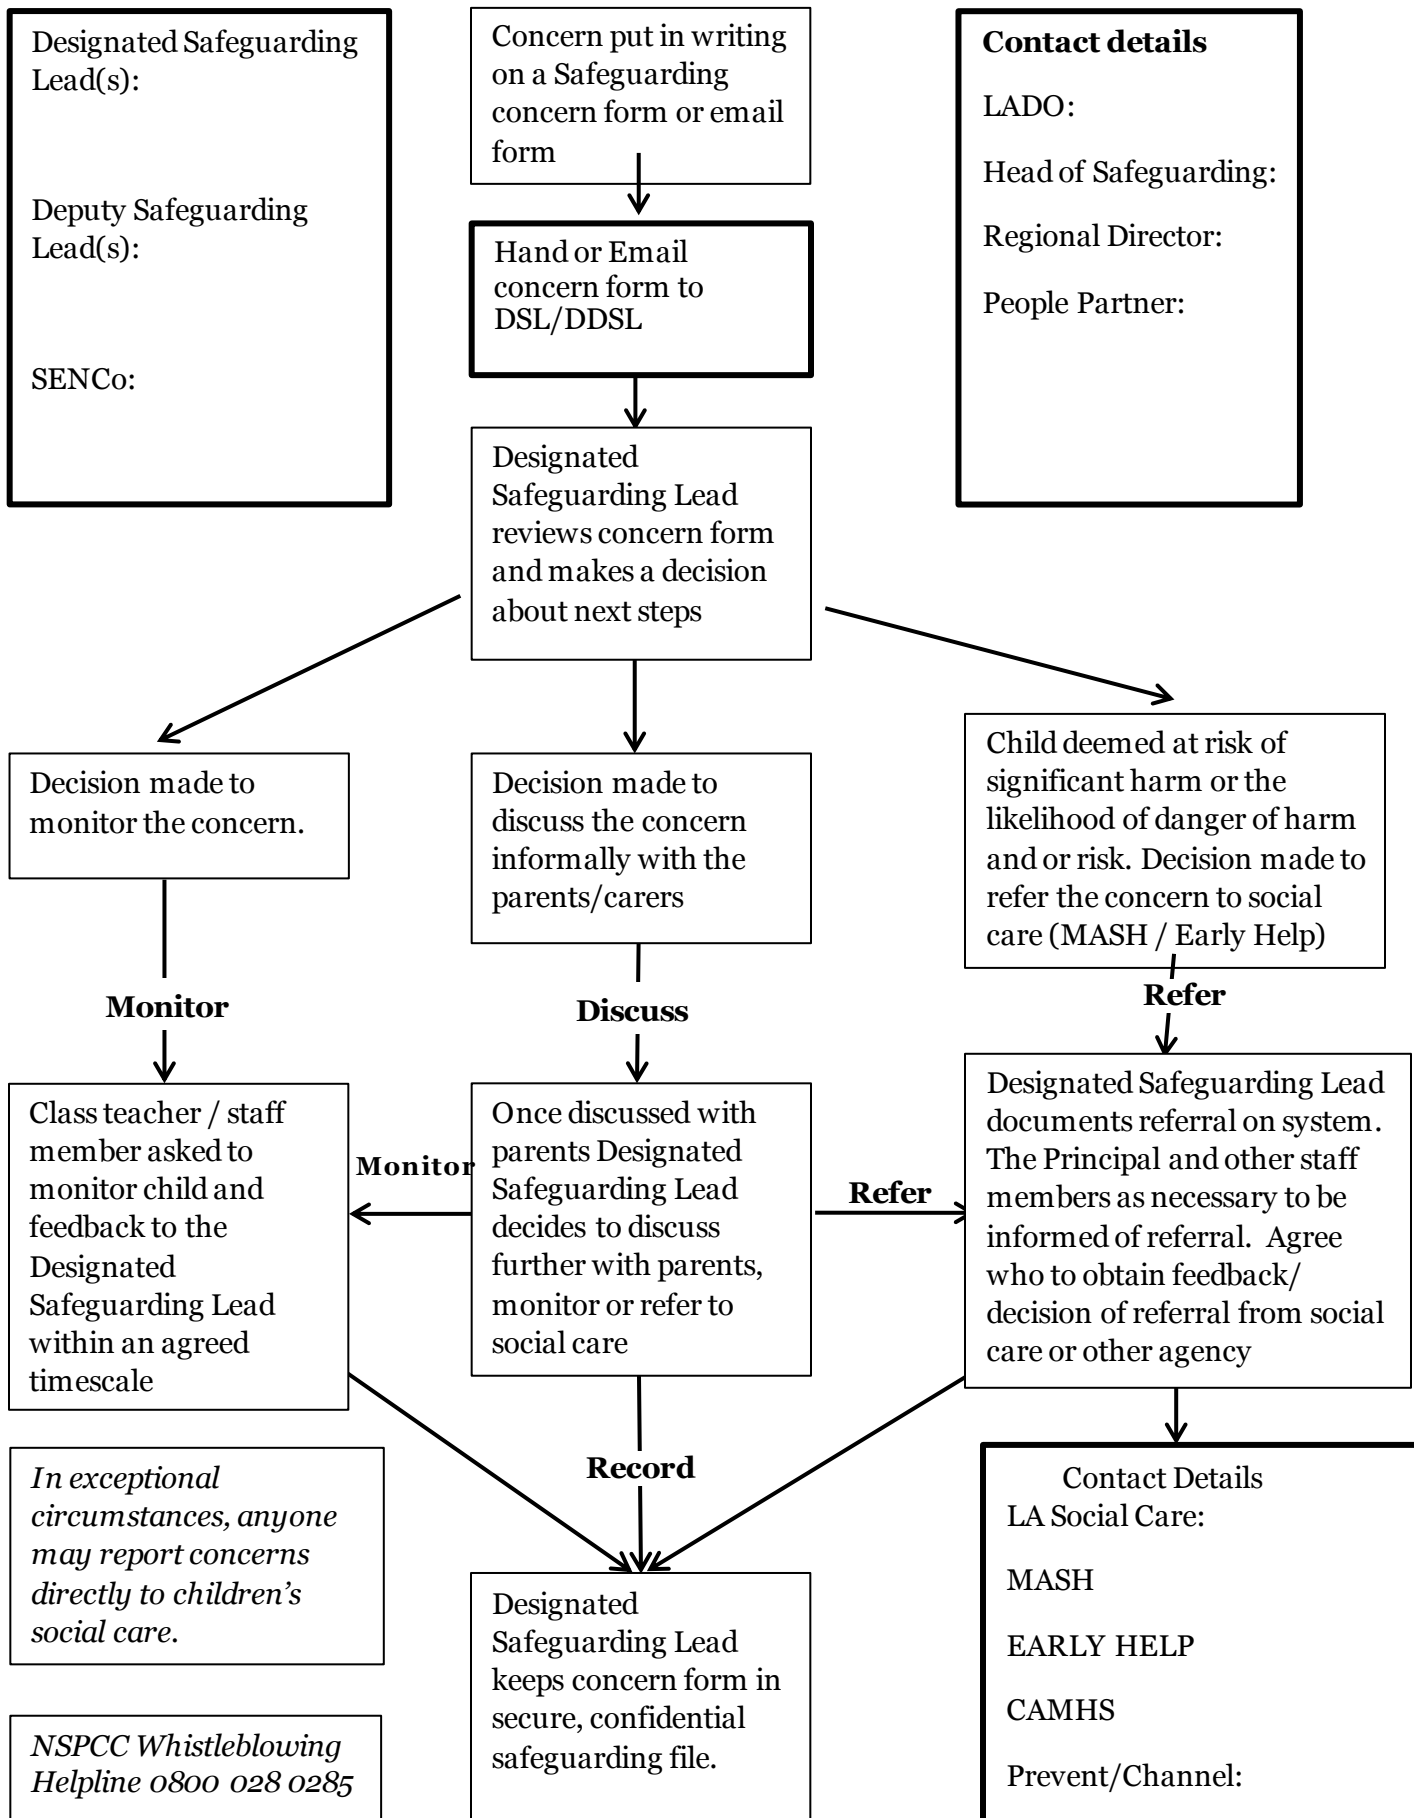 Designated Safeguarding
Lead(s):
Deputy Safeguarding
Lead(s):
SENCo:
Concern put in writing
on a Safeguarding
concern form or email
form
Contact details
LADO:
Head of Safeguarding:
Regional Director:
People Partner:
Hand or Email
concern form to
DSL/DDSL
Designated
Safeguarding Lead
reviews concern form
and makes a decision
about next steps
Decision made to
monitor the concern.
Decision made to
discuss the concern
informally with the
parents/carers
Child deemed at risk of
significant harm or the
likelihood of danger of harm
and or risk. Decision made to
refer the concern to social
care (MASH / Early Help)
Monitor
Discuss
Refer
Class teacher / staff
member asked to
monitor child and
feedback to the
Designated
Safeguarding Lead
within an agreed
timescale
Monitor
Once discussed with
parents Designated
Safeguarding Lead
decides to discuss
further with parents,
monitor or refer to
social care
Refer
Designated Safeguarding Lead
documents referral on system.
The Principal and other staff
members as necessary to be
informed of referral.  Agree
who to obtain feedback/
decision of referral from social
care or other agency
In exceptional
circumstances, anyone
may report concerns
directly to children’s
social care.
Record
Contact Details
LA Social Care:
MASH
EARLY HELP
CAMHS
Prevent/Channel:
Designated
Safeguarding Lead
keeps concern form in
secure, confidential
safeguarding file.
NSPCC Whistleblowing
Helpline 0800 028 0285